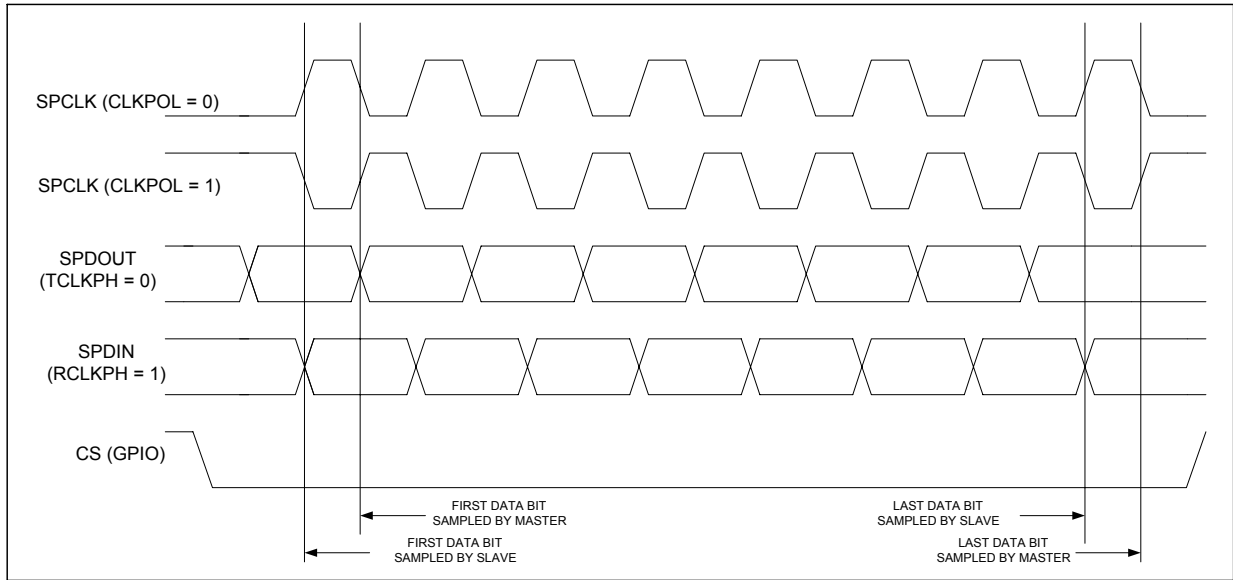 SPCLK (CLKPOL = 0)
SPCLK (CLKPOL = 1)
SPDOUT
(TCLKPH = 0)
SPDIN
(RCLKPH = 1)
CS (GPIO)
FIRST DATA BIT
SAMPLED BY MASTER
LAST DATA BIT
SAMPLED BY SLAVE
FIRST DATA BIT
SAMPLED BY SLAVE
LAST DATA BIT
SAMPLED BY MASTER